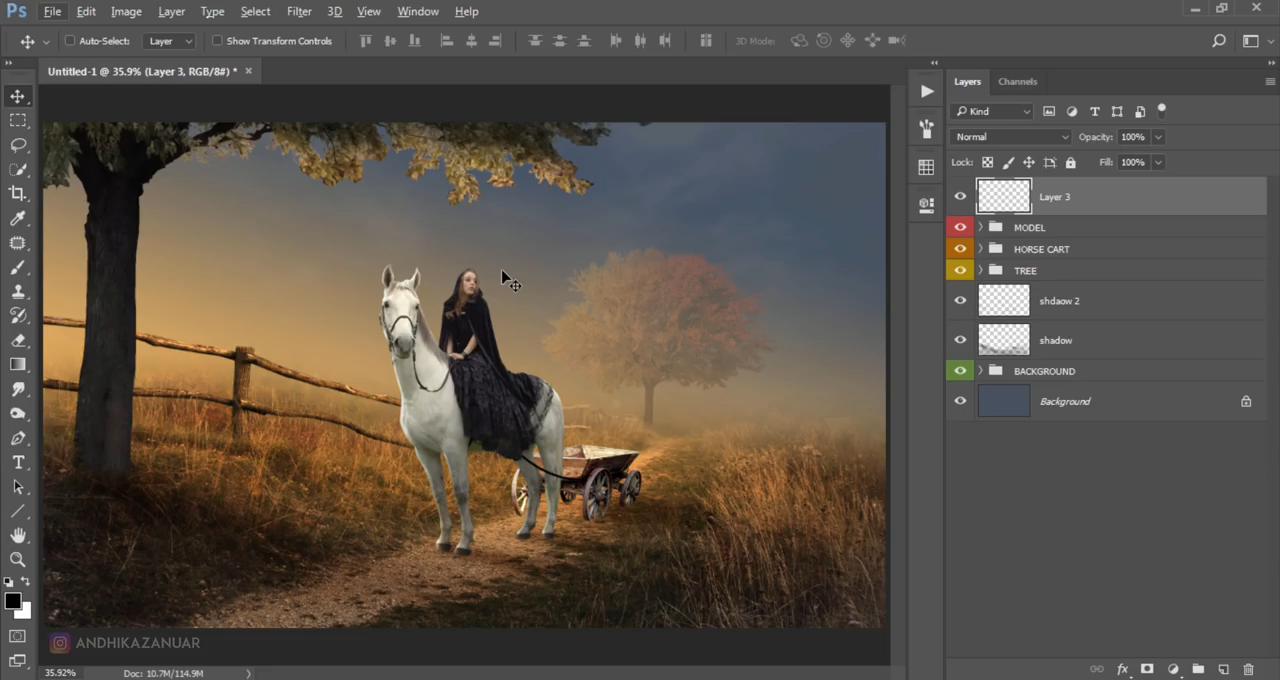 Ps File Edit Image Layer Type Select Filter 3D View Window Help
Auto-Select: Layer Show Transform Controls 3D Mode:
Untitled-1 @ 35.9% (Layer 3, RGB/8#) *
Layers Channels
Kind
Normal Opacity: 100%
Lock: Fill: 100%
Layer 3
MODEL
HORSE CART
TREE
shdaow 2
shadow
BACKGROUND
Background
ANDHIKAZANUAR
35.92% Doc: 10.7M/114.9M
fx